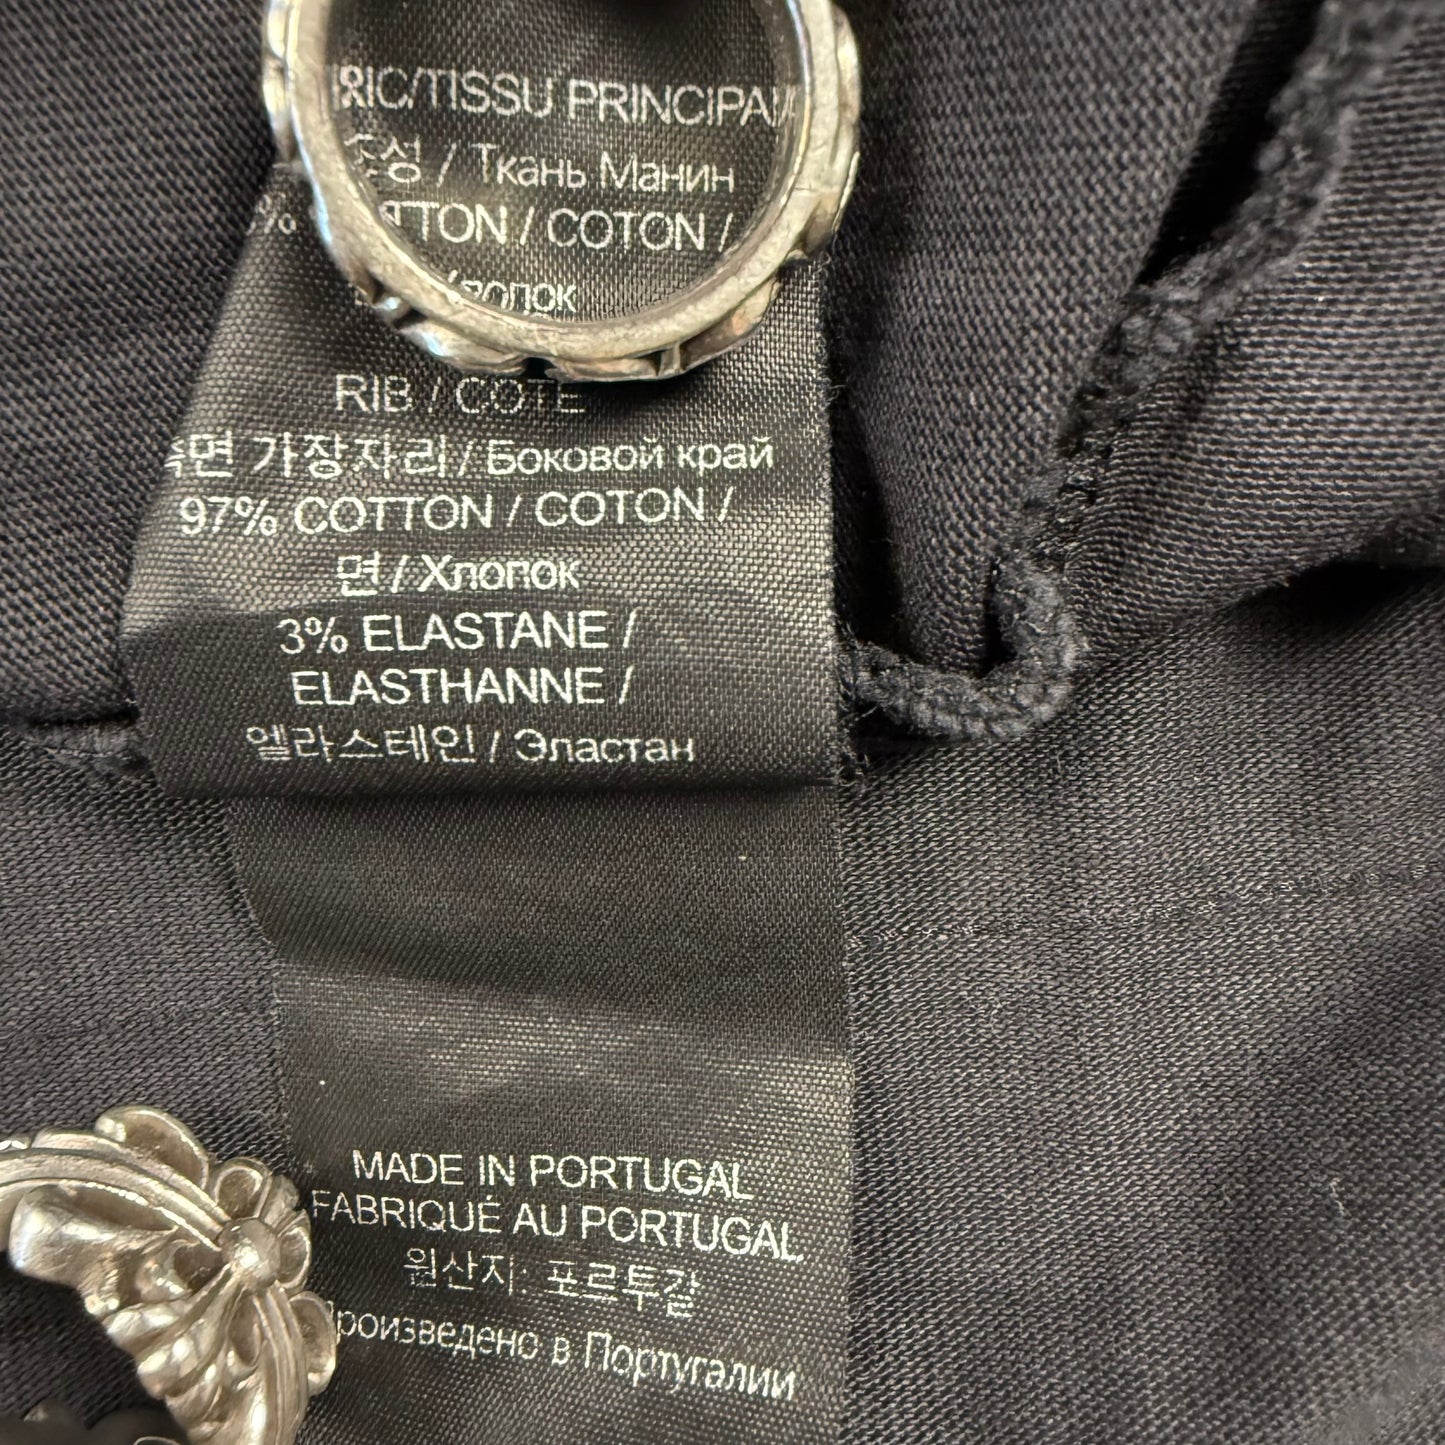 TISSU PRINCIPAL
/ Ткань Манин
COTTON / COTON /
RIB / COTE
측면 가장자리 / Боковой край
97% COTTON / COTON /
면 / Хлопок
3% ELASTANE /
ELASTHANNE /
엘라스테인 / Эластан
MADE IN PORTUGAL
FABRIQUÉ AU PORTUGAL
원산지: 포르투갈
Произведено в Португалии